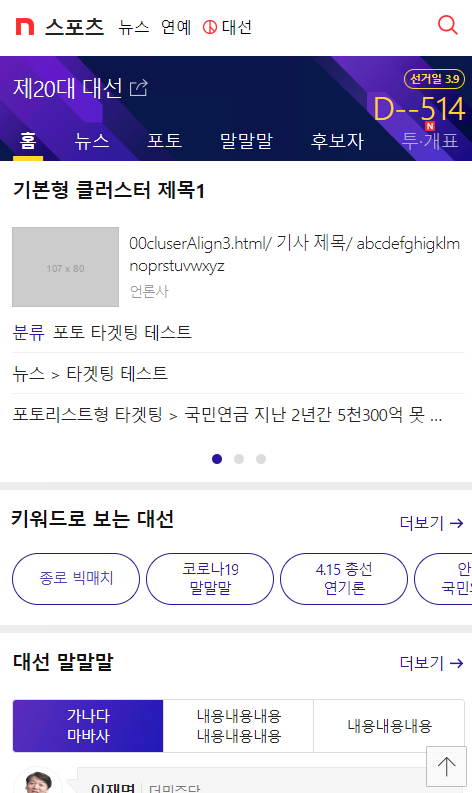 n 스포츠 뉴스 연예 대선
제20대 대선
선거일 3.9
D--514
N
홈 뉴스 포토 말말말 후보자 투·개표
기본형 클러스터 제목1
107 x 80
00cluserAlign3.html/ 기사 제목/ abcdefghigklm
noprstuvwxyz
언론사
분류 포토 타겟팅 테스트
뉴스 > 타겟팅 테스트
포토리스트형 타겟팅 > 국민연금 지난 2년간 5천300억 못 ...
키워드로 보는 대선
더보기 →
종로 빅매치
코로나19
말말말
4.15 총선
연기론
안
국민의
대선 말말말
더보기 →
가나다
마바사
내용내용내용
내용내용내용
내용내용내용
이재명 더민주당